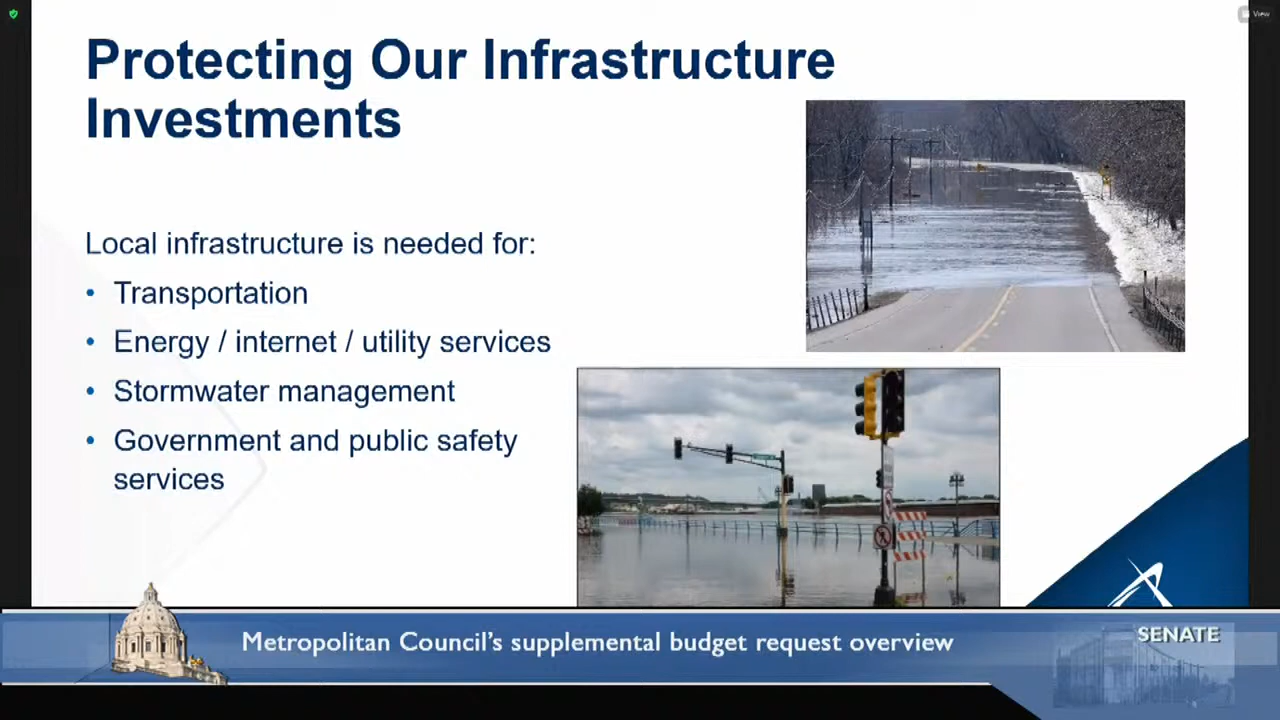 View
Protecting Our Infrastructure
Investments
Local infrastructure is needed for:
• Transportation
• Energy / internet / utility services
• Stormwater management
• Government and public safety
services
Metropolitan Council's supplemental budget request overview
SENATE